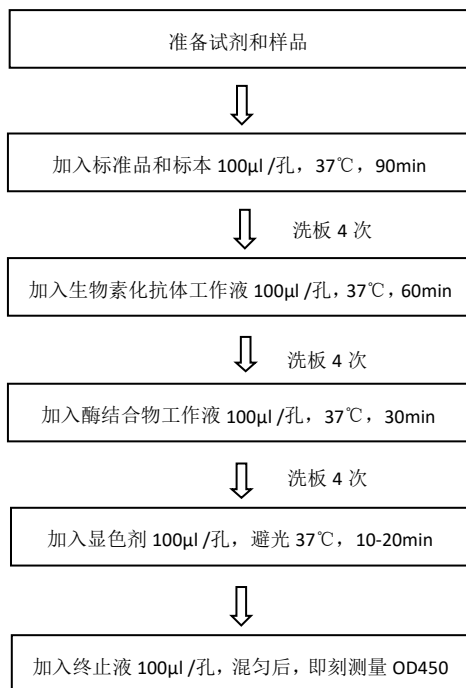 准备试剂和样品
加入标准品和标本 100μl /孔，37℃，90min
洗板 4 次
加入生物素化抗体工作液 100μl /孔，37℃，60min
洗板 4 次
加入酶结合物工作液 100μl /孔，37℃，30min
洗板 4 次
加入显色剂 100μl /孔，避光 37℃，10-20min
加入终止液 100μl /孔，混匀后，即刻测量 OD450